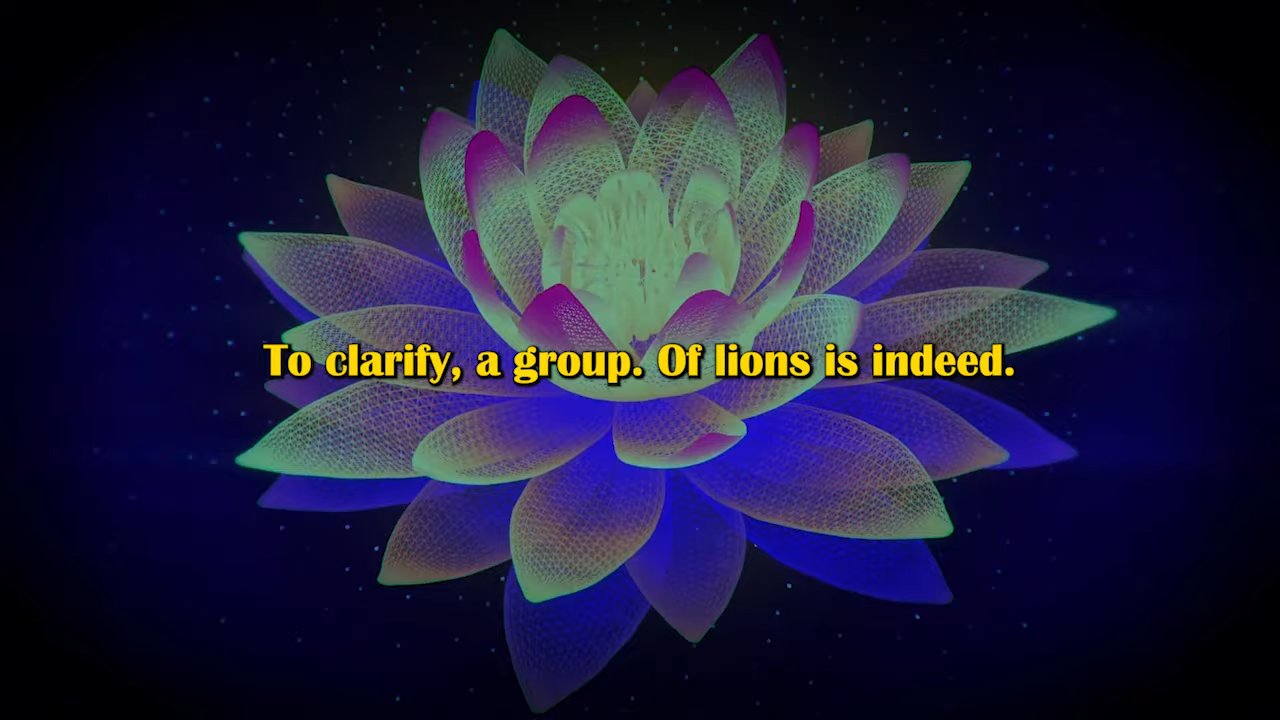 To clarify, a group. Of lions is indeed.